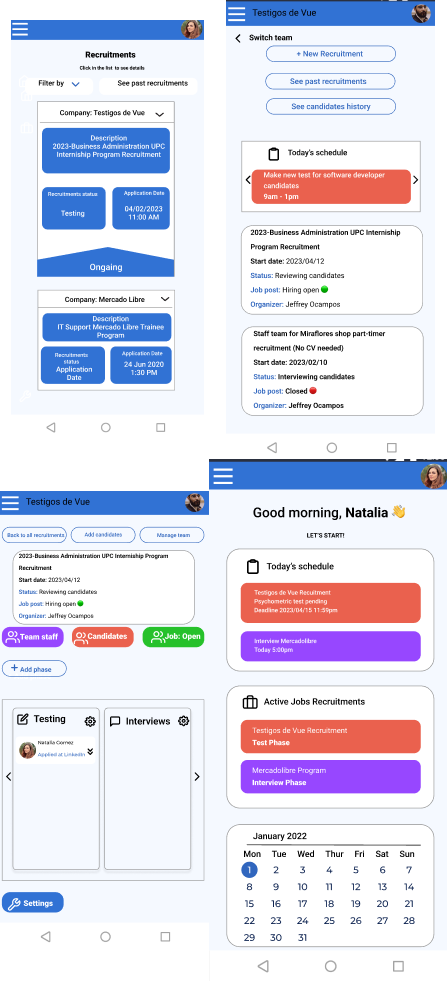 Recruitments
Click in the list to see details
Filter by
See past recruitments
Company: Testigos de Vue
Description
2023-Business Administration UPC
Internship Program Recruitment
Recruitments status
Testing
Application Date
04/02/2023
11:00 AM
Ongaing
Company: Mercado Libre
Description
IT Support Mercado Libre Trainee
Program
Recruitments
status
Application
Date
Application Date
24 Jun 2020
1:30 PM
Testigos de Vue
Switch team
+ New Recruitment
See past recruitments
See candidates history
Today's schedule
Make new test for software developer
candidates
9am - 1pm
2023-Business Administration UPC Internship
Program Recruitment
Start date: 2023/04/12
Status: Reviewing candidates
Job post: Hiring open
Organizer: Jeffrey Ocampos
Staff team for Miraflores shop part-timer
recruitment (No CV needed)
Start date: 2023/02/10
Status: Interviewing candidates
Job post: Closed
Organizer: Jeffrey Ocampos
Testigos de Vue
Back to all recruitments
Add candidates
Manage team
2023-Business Administration UPC Internship Program
Recruitment
Start date: 2023/04/12
Status: Reviewing candidates
Job post: Hiring open
Organizer: Jeffrey Ocampos
Team staff
Candidates
Job: Open
+ Add phase
Testing
Natalia Gomez
Applied at LinkedIn
Interviews
Settings
Good morning, Natalia 👋
LET'S START!
Today's schedule
Testigos de Vue Recuitment
Psychometric test pending
Deadline 2023/04/15 11:59pm
Interview Mercadolibre
Today 5:00pm
Active Jobs Recruitments
Testigos de Vue Recruitment
Test Phase
Mercadolibre Program
Interview Phase
January 2022
Mon Tue Wed Thur Fri Sat Sun
1 2 3 4 5 6 7
8 9 10 11 12 13 14
15 16 17 18 19 20 21
22 23 24 25 26 27 28
29 30 31